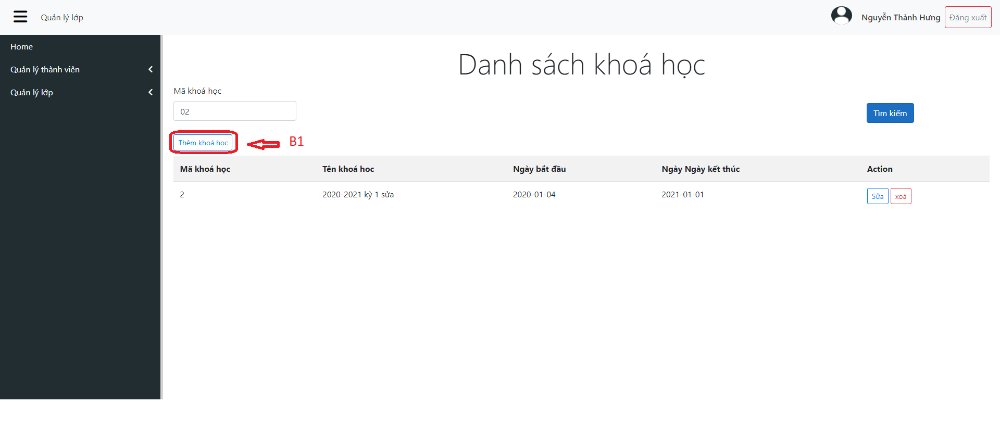 Quản lý lớp
Nguyễn Thành Hưng
Đăng xuất
Home
Quản lý thành viên
Quản lý lớp
Danh sách khoá học
Mã khoá học
02
Tìm kiếm
Thêm khoá học
B1
Mã khoá học Tên khoá hoc Ngày bắt đầu Ngày Ngày kết thúc Action
2 2020-2021 kỳ 1 sửa 2020-01-04 2021-01-01 Sửa xoá